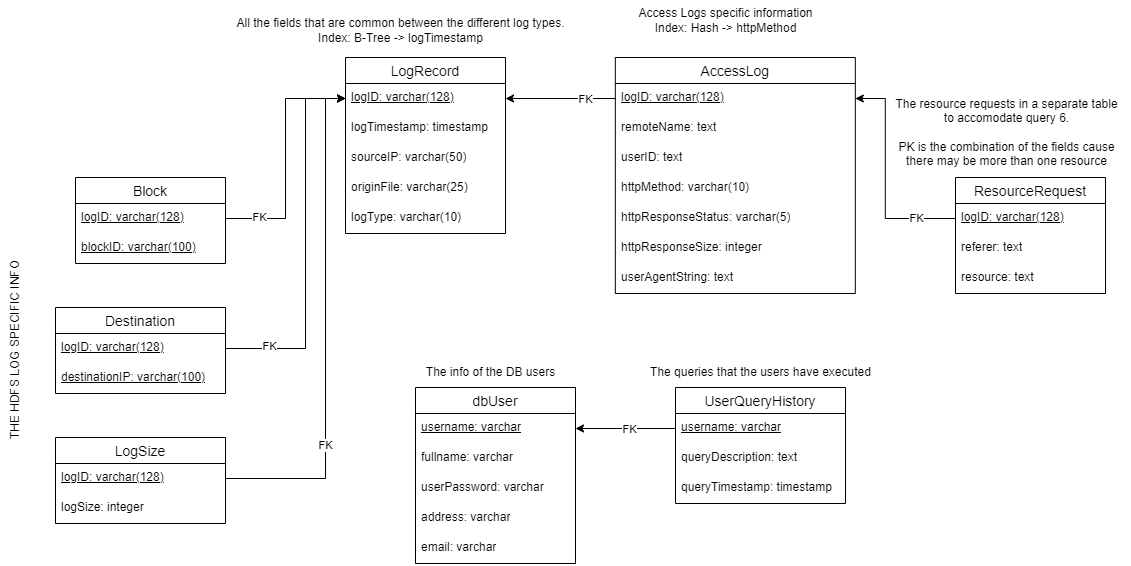 All the fields that are common between the different log types.
Index: B-Tree -> logTimestamp
Access Logs specific information
Index: Hash -> httpMethod
LogRecord
logID: varchar(128)
logTimestamp: timestamp
sourceIP: varchar(50)
originFile: varchar(25)
logType: varchar(10)
FK
AccessLog
logID: varchar(128)
remoteName: text
userID: text
httpMethod: varchar(10)
httpResponseStatus: varchar(5)
httpResponseSize: integer
userAgentString: text
The resource requests in a separate table
to accomodate query 6.
PK is the combination of the fields cause
there may be more than one resource
FK
ResourceRequest
logID: varchar(128)
referer: text
resource: text
THE HDFS LOG SPECIFIC INFO
Block
logID: varchar(128)
blockID: varchar(100)
FK
Destination
logID: varchar(128)
destinationIP: varchar(100)
FK
LogSize
logID: varchar(128)
logSize: integer
FK
The info of the DB users
dbUser
username: varchar
fullname: varchar
userPassword: varchar
address: varchar
email: varchar
FK
The queries that the users have executed
UserQueryHistory
username: varchar
queryDescription: text
queryTimestamp: timestamp